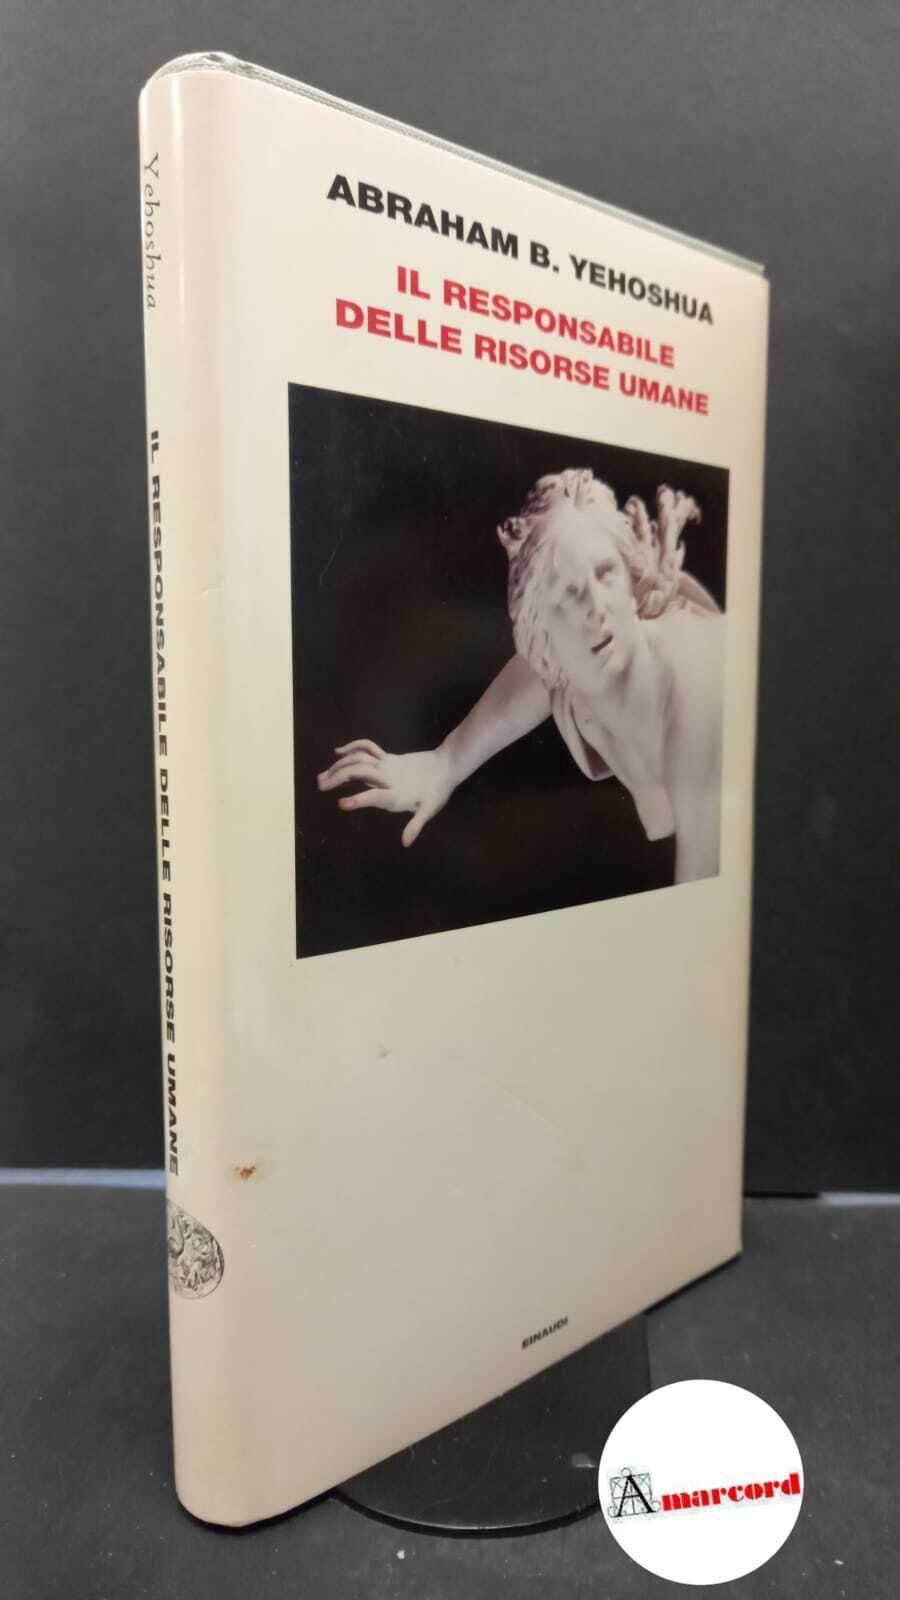 Yehoshua
IL RESPONSABILE DELLE RISORSE UMANE
ABRAHAM B. YEHOSHUA
IL RESPONSABILE
DELLE RISORSE UMANE
EINAUDI
Amarcord